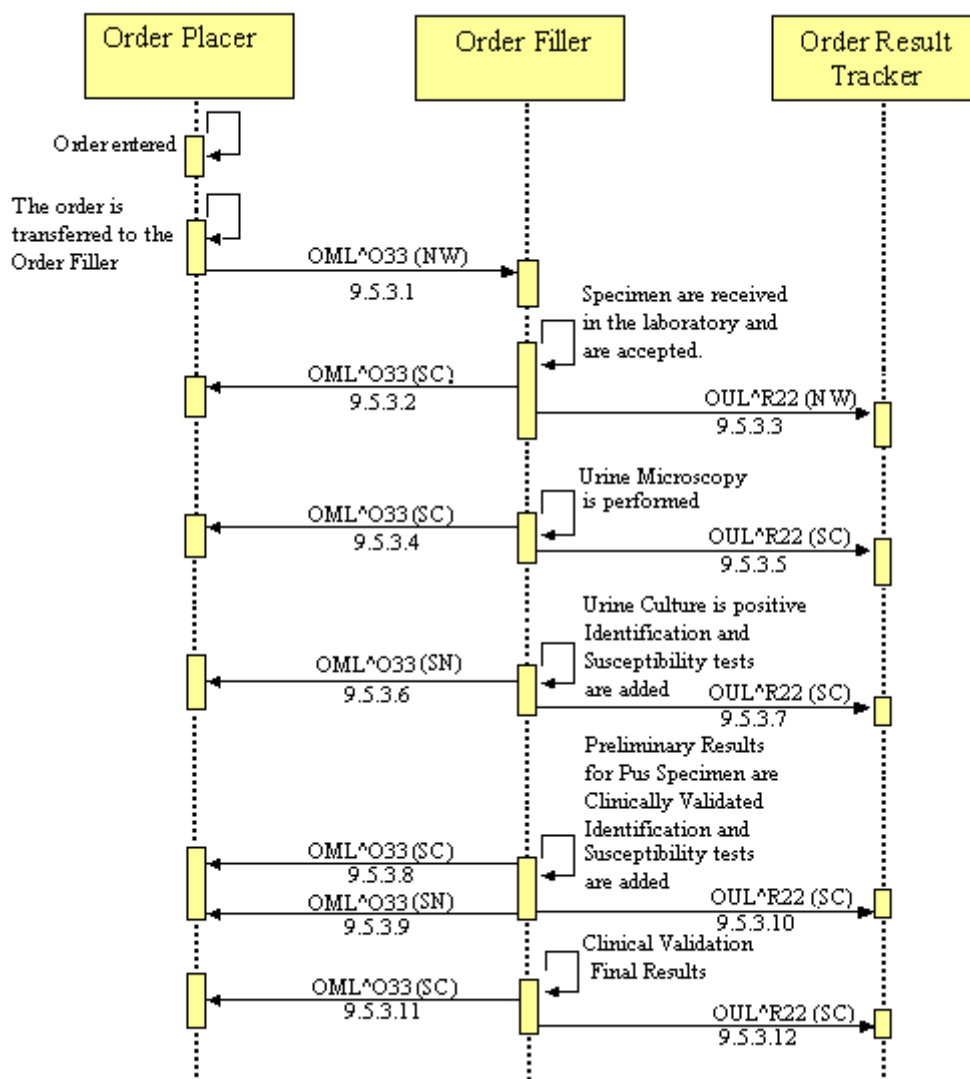 Order Placer
Order Filler
Order Result
Tracker
Order entered
The order is
transferred to the
Order Filler
OML^O33 (NW)
9.5.3.1
Specimen are received
in the laboratory and
are accepted.
OML^O33 (SC)
9.5.3.2
OUL^R22 (NW)
9.5.3.3
Urine Microscopy
is performed
OML^O33 (SC)
9.5.3.4
OUL^R22 (SC)
9.5.3.5
Urine Culture is positive
Identification and
Susceptibility tests
are added
OML^O33 (SN)
9.5.3.6
OUL^R22 (SC)
9.5.3.7
Preliminary Results
for Pus Specimen are
Clinically Validated
Identification and
Susceptibility tests
are added
OML^O33 (SC)
9.5.3.8
OML^O33 (SN)
9.5.3.9
OUL^R22 (SC)
9.5.3.10
Clinical Validation
Final Results
OML^O33 (SC)
9.5.3.11
OUL^R22 (SC)
9.5.3.12